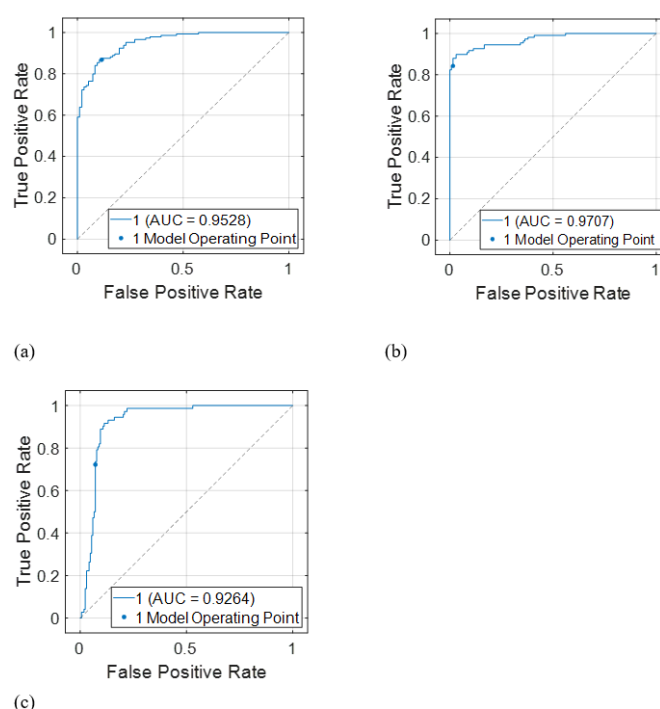 1
0.8
0.6
0.4
0.2
0
True Positive Rate
1 (AUC = 0.9528)
1 Model Operating Point
0
0.5
1
False Positive Rate
(a)
1
0.8
0.6
0.4
0.2
0
True Positive Rate
1 (AUC = 0.9707)
1 Model Operating Point
0
0.5
1
False Positive Rate
(b)
1
0.8
0.6
0.4
0.2
0
True Positive Rate
1 (AUC = 0.9264)
1 Model Operating Point
0
0.5
1
False Positive Rate
(c)